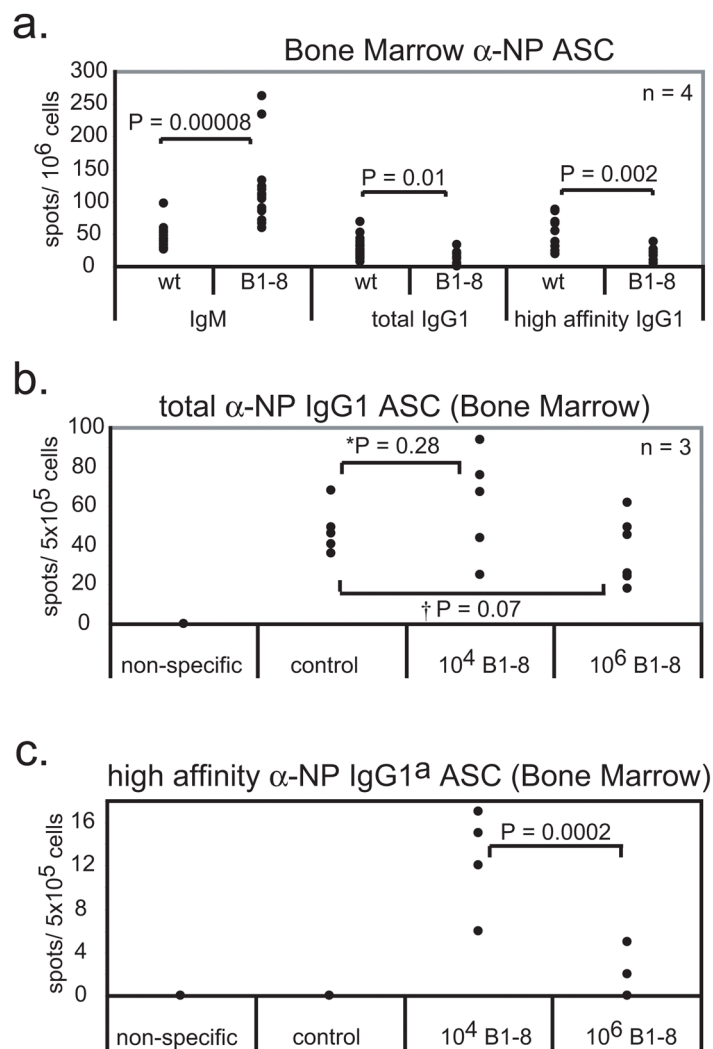 a.
Bone Marrow α-NP ASC
300
n = 4
250
P = 0.00008
200
P = 0.01
P = 0.002
150
100
50
0
spots/ 10⁶ cells
wt B1-8 wt B1-8 wt B1-8
IgM total IgG1 high affinity IgG1
b.
total α-NP IgG1 ASC (Bone Marrow)
100
*P = 0.28
n = 3
80
60
40
20
†P = 0.07
0
spots/ 5x10⁵ cells
non-specific control 10⁴ B1-8 10⁶ B1-8
c.
high affinity α-NP IgG1ᵃ ASC (Bone Marrow)
16
P = 0.0002
12
8
4
0
spots/ 5x10⁵ cells
non-specific control 10⁴ B1-8 10⁶ B1-8